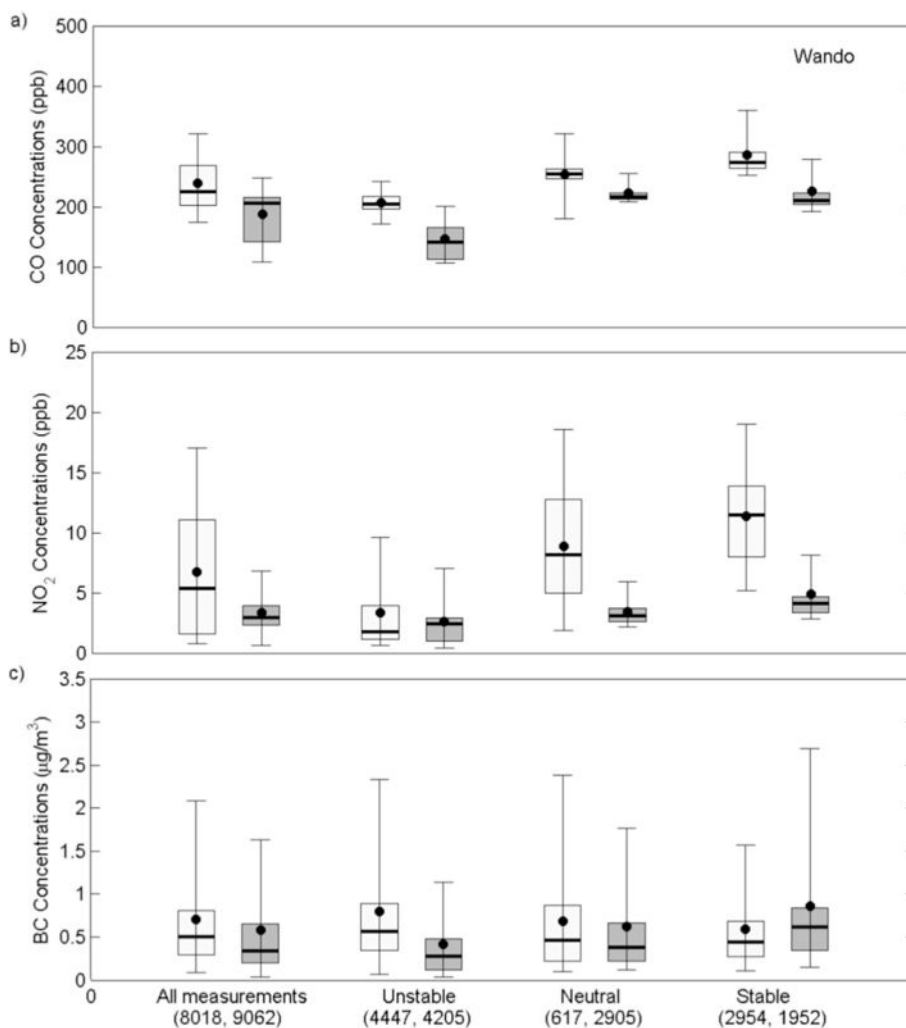 a)
500
Wando
400
300
200
100
0
CO Concentrations (ppb)
b)
25
20
15
10
5
0
NO2 Concentrations (ppb)
c)
3.5
3
2.5
2
1.5
1
0.5
0
BC Concentrations (µg/m³)
All measurements Unstable Neutral Stable
(8018, 9062) (4447, 4205) (617, 2905) (2954, 1952)